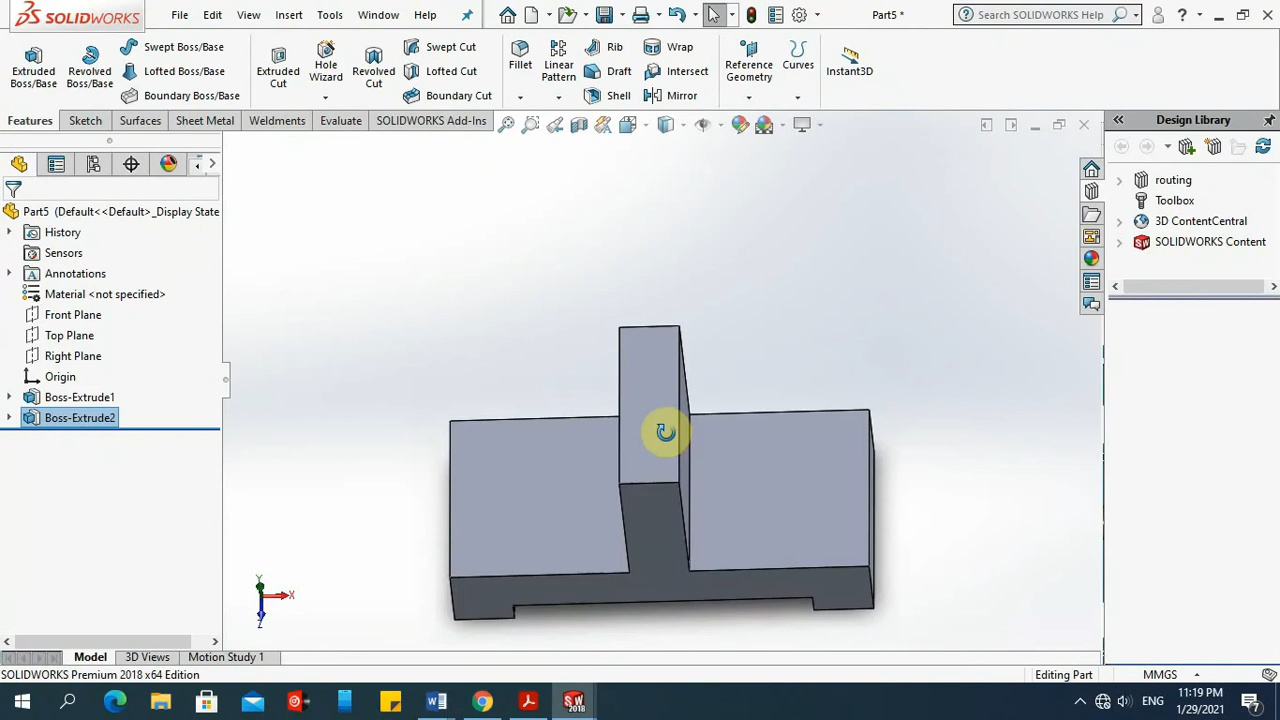 SOLIDWORKS
File
Edit
View
Insert
Tools
Window
Help
Part5 *
Search SOLIDWORKS Help
Extruded Boss/Base
Revolved Boss/Base
Swept Boss/Base
Lofted Boss/Base
Boundary Boss/Base
Extruded Cut
Hole Wizard
Revolved Cut
Swept Cut
Lofted Cut
Boundary Cut
Fillet
Linear Pattern
Rib
Draft
Shell
Wrap
Intersect
Mirror
Reference Geometry
Curves
Instant3D
Features
Sketch
Surfaces
Sheet Metal
Weldments
Evaluate
SOLIDWORKS Add-Ins
Design Library
Part5 (Default<<Default>_Display State
History
Sensors
Annotations
Material <not specified>
Front Plane
Top Plane
Right Plane
Origin
Boss-Extrude1
Boss-Extrude2
routing
Toolbox
3D ContentCentral
SOLIDWORKS Content
Y
X
Z
Model
3D Views
Motion Study 1
SOLIDWORKS Premium 2018 x64 Edition
Editing Part
MMGS
ENG
11:19 PM
1/29/2021